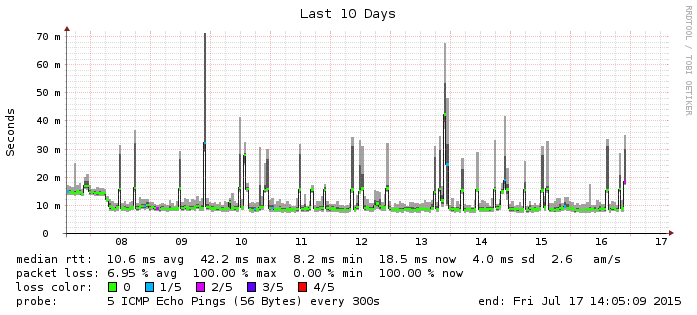 Last 10 Days
RRDTOOL / TOBI OETIKER
Seconds
70 m
60 m
50 m
40 m
30 m
20 m
10 m
0
08 09 10 11 12 13 14 15 16 17
median rtt: 10.6 ms avg 42.2 ms max 8.2 ms min 18.5 ms now 4.0 ms sd 2.6 am/s
packet loss: 6.95 % avg 100.00 % max 0.00 % min 100.00 % now
loss color: 0 1/5 2/5 3/5 4/5
probe: 5 ICMP Echo Pings (56 Bytes) every 300s end: Fri Jul 17 14:05:09 2015